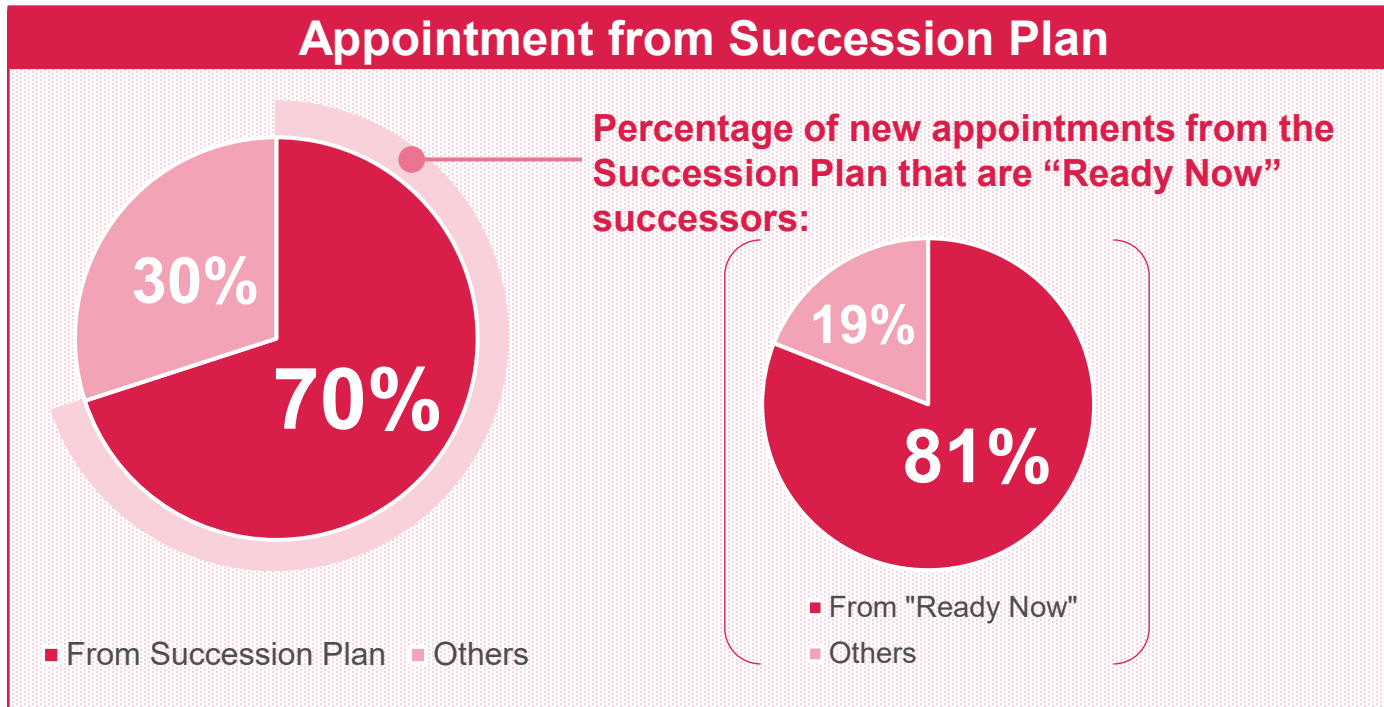 Appointment from Succession Plan
Percentage of new appointments from the
Succession Plan that are “Ready Now”
successors:
30%
70%
19%
81%
From "Ready Now"
Others
From Succession Plan
Others